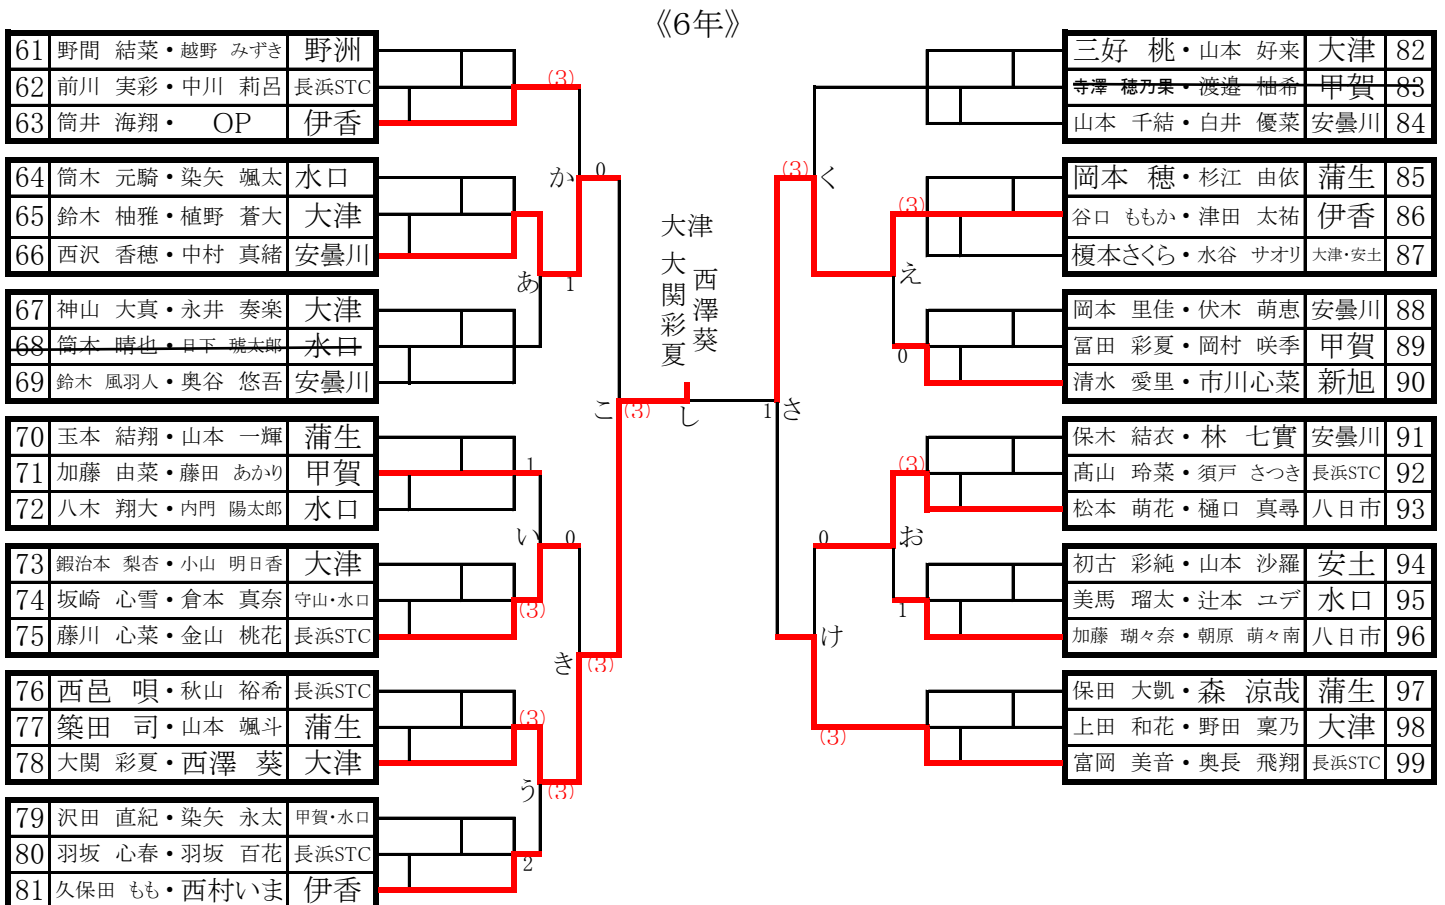 《6年》
61 野間 結菜・越野 みずき 野洲
62 前川 実彩・中川 莉呂 長浜STC
63 筒井 海翔・ OP 伊香
64 筒木 元騎・染矢 颯太 水口
65 鈴木 柚雅・植野 蒼大 大津
66 西沢 香穂・中村 真緒 安曇川
67 神山 大真・永井 奏楽 大津
68 筒本 晴也・日下 琥太郎 水口
69 鈴木 風羽人・奥谷 悠吾 安曇川
70 玉本 結翔・山本 一輝 蒲生
71 加藤 由菜・藤田 あかり 甲賀
72 八木 翔大・内門 陽太郎 水口
73 鍜治本 梨杏・小山 明日香 大津
74 坂崎 心雪・倉本 真奈 守山・水口
75 藤川 心菜・金山 桃花 長浜STC
76 西邑 唄・秋山 裕希 長浜STC
77 築田 司・山本 颯斗 蒲生
78 大関 彩夏・西澤 葵 大津
79 沢田 直紀・染矢 永太 甲賀・水口
80 羽坂 心春・羽坂 百花 長浜STC
81 久保田 もも・西村いま 伊香
(3)
か 0
あ 1
1
い 0
(3)
き (3)
(3)
う (3)
2
こ (3)
大津
大関彩夏
西澤葵
し
1 さ
(3) く
(3)
え
0
(3)
0 お
1
け
(3)
三好 桃・山本 好来 大津 82
寺澤 穂乃果・渡邉 柚希 甲賀 83
山本 千結・白井 優菜 安曇川 84
岡本 穂・杉江 由依 蒲生 85
谷口 ももか・津田 太祐 伊香 86
榎本さくら・水谷 サオリ 大津・安土 87
岡本 里佳・伏木 萌恵 安曇川 88
冨田 彩夏・岡村 咲季 甲賀 89
清水 愛里・市川心菜 新旭 90
保木 結衣・林 七實 安曇川 91
髙山 玲菜・須戸 さつき 長浜STC 92
松本 萌花・樋口 真尋 八日市 93
初古 彩純・山本 沙羅 安土 94
美馬 瑠太・辻本 ユデ 水口 95
加藤 瑚々奈・朝原 萌々南 八日市 96
保田 大凱・森 涼哉 蒲生 97
上田 和花・野田 稟乃 大津 98
富岡 美音・奥長 飛翔 長浜STC 99